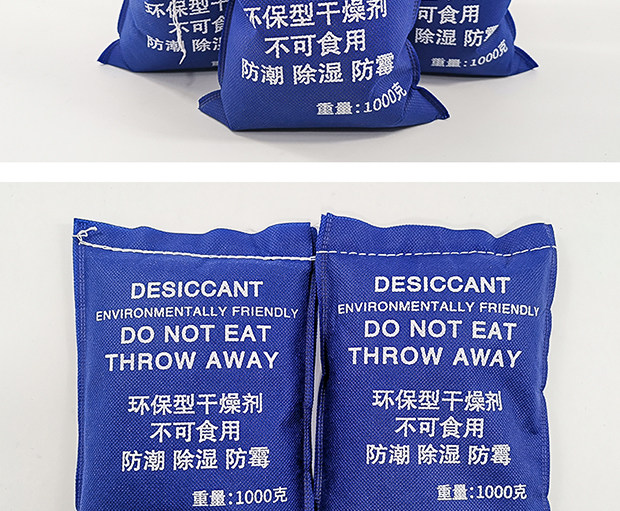 环保型干燥剂
不可食用
防潮 除湿 防霉
重量:1000克
DESICCANT
ENVIRONMENTALLY FRIENDLY
DO NOT EAT
THROW AWAY
环保型干燥剂
不可食用
防潮 除湿 防霉
重量:1000克
DESICCANT
ENVIRONMENTALLY FRIENDLY
DO NOT EAT
THROW AWAY
环保型干燥剂
不可食用
防潮 除湿 防霉
重量:1000克